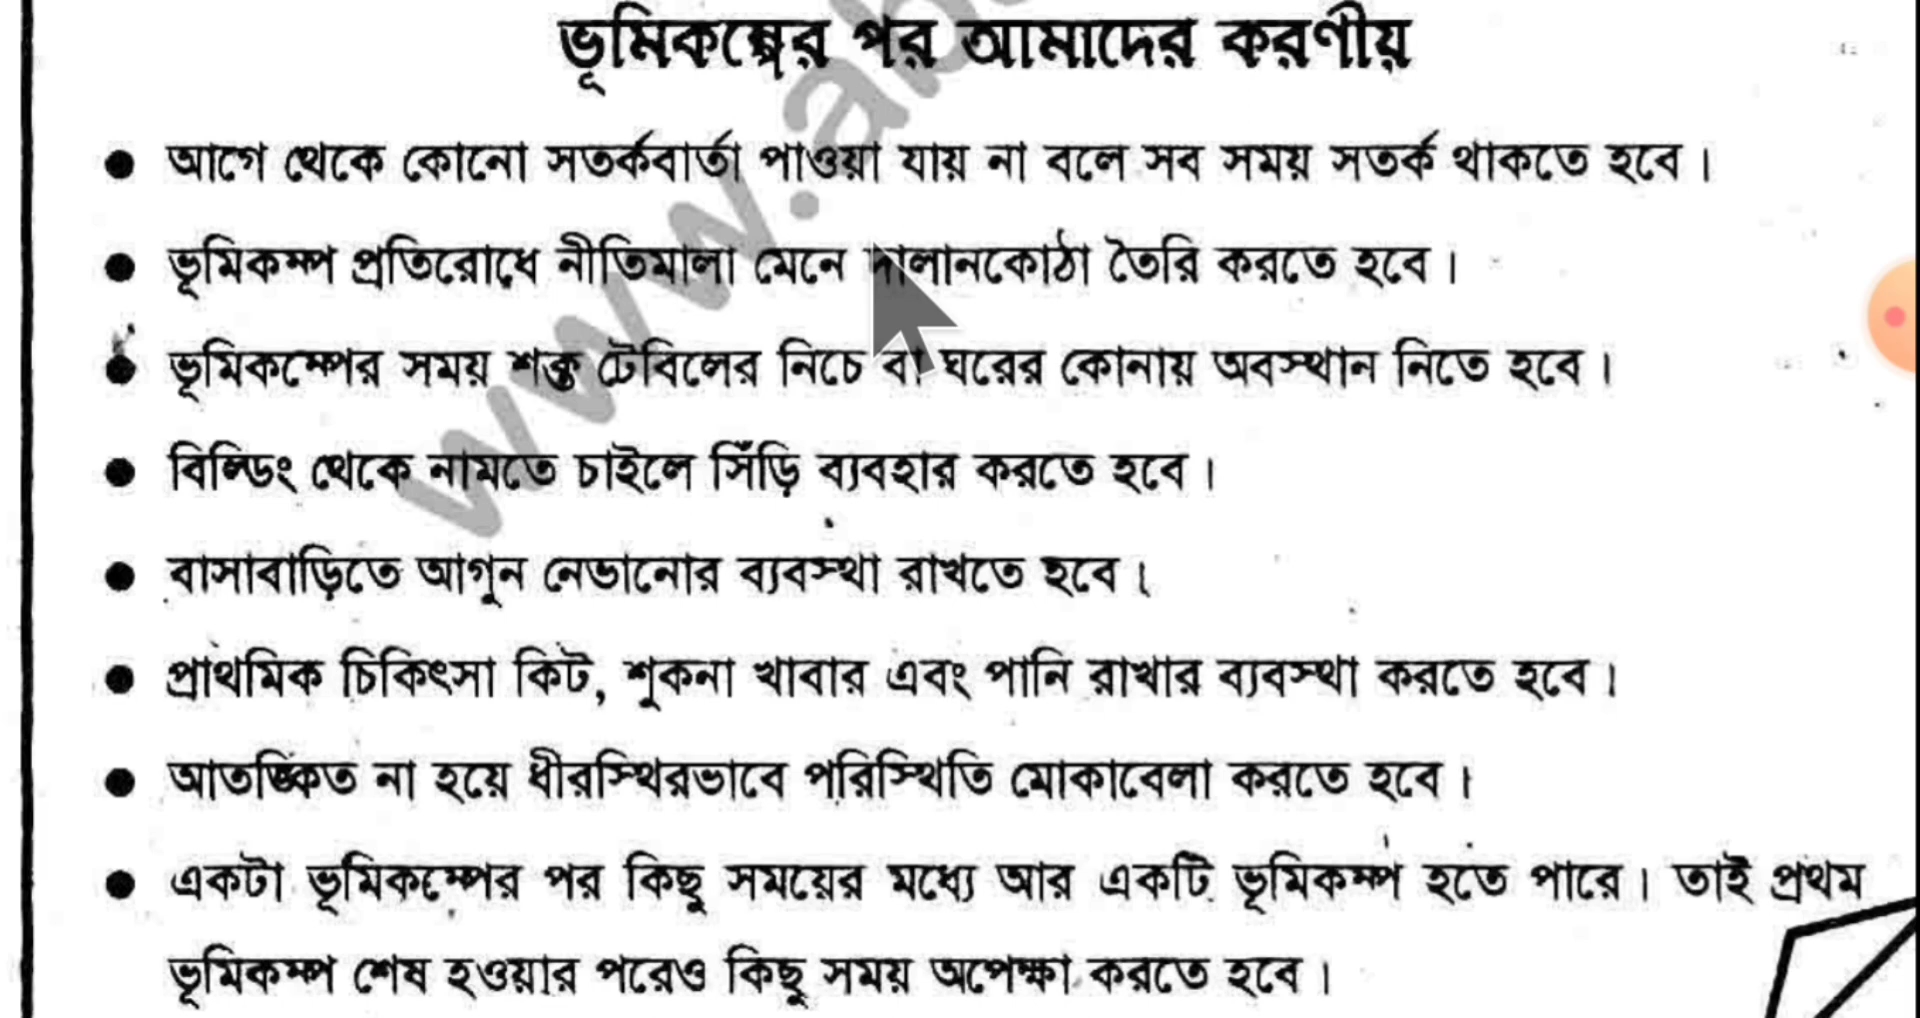 ভূমিকম্পের পর আমাদের করণীয়
● আগে থেকে কোনো সতর্কবার্তা পাওয়া যায় না বলে সব সময় সতর্ক থাকতে হবে।
● ভূমিকম্প প্রতিরোধে নীতিমালা মেনে দালানকোঠা তৈরি করতে হবে।
● ভূমিকম্পের সময় শক্ত টেবিলের নিচে বা ঘরের কোনায় অবস্থান নিতে হবে।
● বিল্ডিং থেকে নামতে চাইলে সিঁড়ি ব্যবহার করতে হবে।
● বাসাবাড়িতে আগুন নেভানোর ব্যবস্থা রাখতে হবে।
● প্রাথমিক চিকিৎসা কিট, শুকনা খাবার এবং পানি রাখার ব্যবস্থা করতে হবে।
● আতঙ্কিত না হয়ে ধীরস্থিরভাবে পরিস্থিতি মোকাবেলা করতে হবে।
● একটা ভূমিকম্পের পর কিছু সময়ের মধ্যে আর একটি ভূমিকম্প হতে পারে। তাই প্রথম
ভূমিকম্প শেষ হওয়ার পরেও কিছু সময় অপেক্ষা করতে হবে।
www.ab